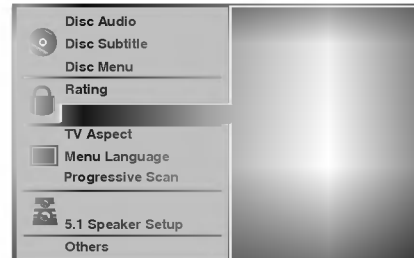 Disc Audio
Disc Subtitle
Disc Menu
Rating
TV Aspect
Menu Language
Progressive Scan
5.1 Speaker Setup
Others